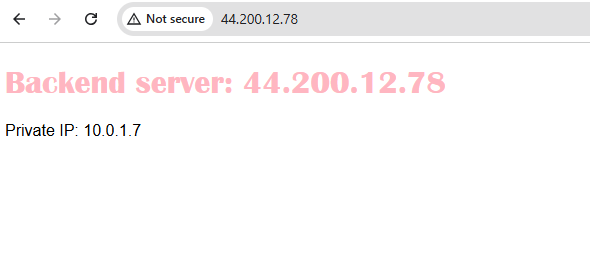 Not secure 44.200.12.78
Backend server: 44.200.12.78
Private IP: 10.0.1.7